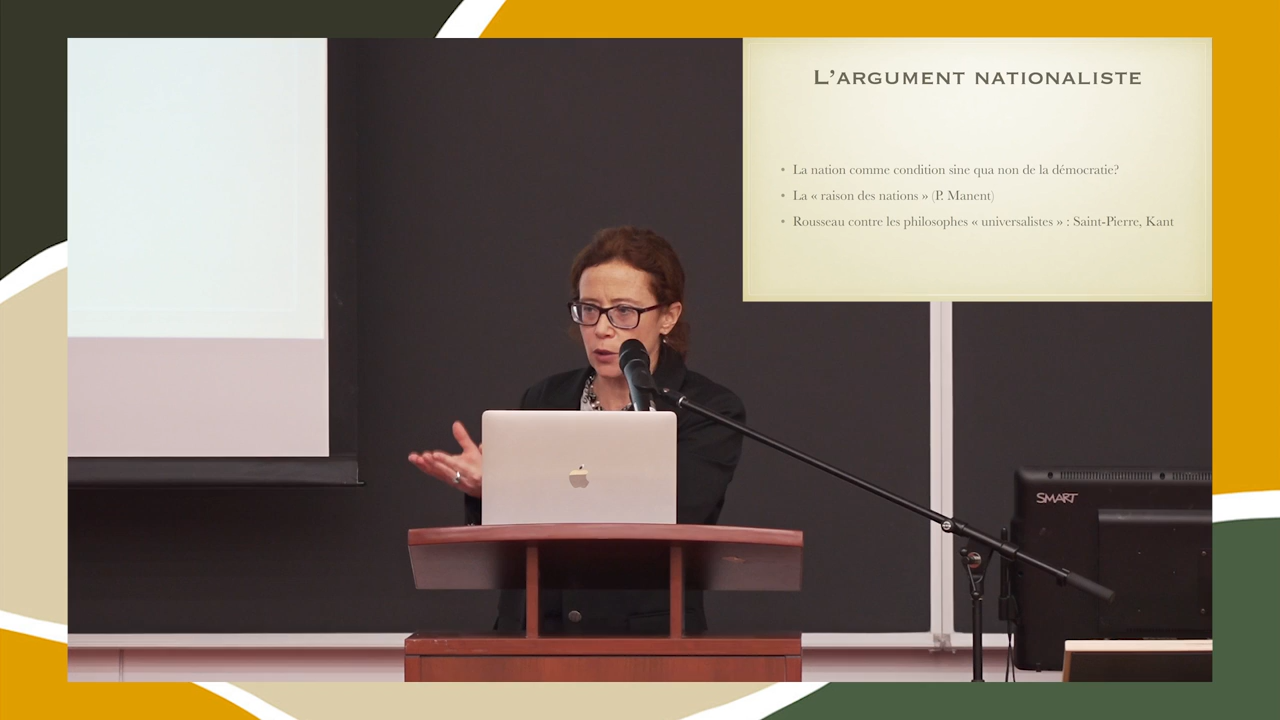 L'ARGUMENT NATIONALISTE
• La nation comme condition sine qua non de la démocratie?
• La « raison des nations » (P. Manent)
• Rousseau contre les philosophes « universalistes » : Saint-Pierre, Kant
SMART